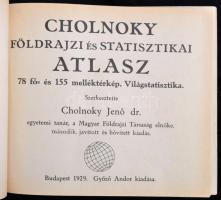 CHOLNOKY
FÖLDRAJZI ÉS STATISZTIKAI
ATLASZ
78 fő- és 155 melléktérkép. Világstatisztika.
Szerkesztette
Cholnoky Jenő dr.
egyetemi tanár, a Magyar Földrajzi Társaság elnöke.
második, javított és bővített kiadás.
Budapest 1929. Győző Andor kiadása.